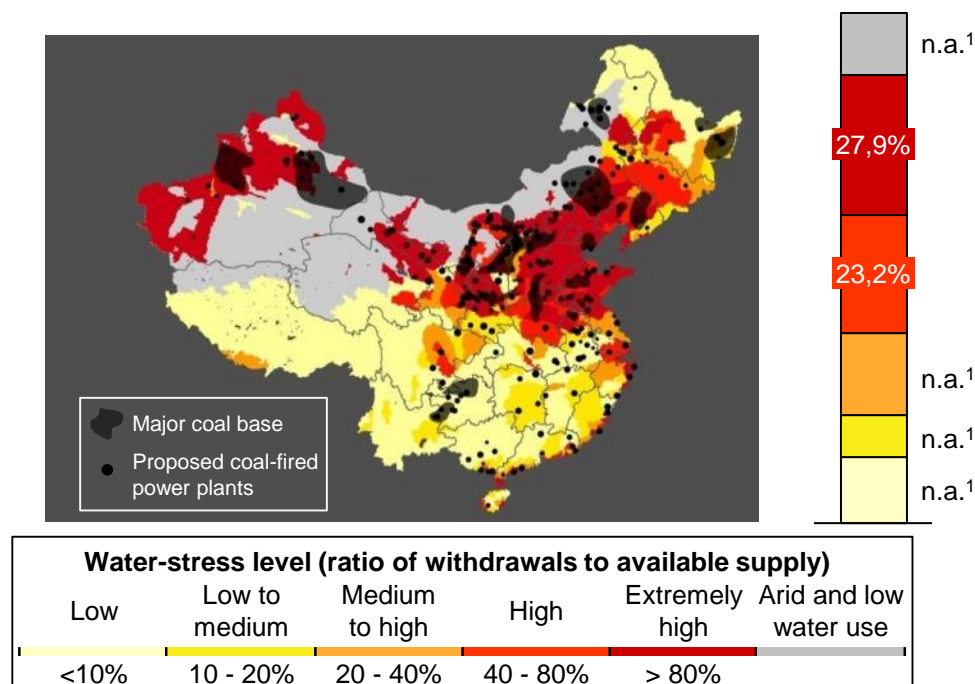 n.a.¹
27,9%
23,2%
n.a.¹
n.a.¹
n.a.¹
Major coal base
Proposed coal-fired
power plants
Water-stress level (ratio of withdrawals to available supply)
Low
Low to
medium
Medium
to high
High
Extremely
high
Arid and low
water use
<10%
10 - 20%
20 - 40%
40 - 80%
> 80%